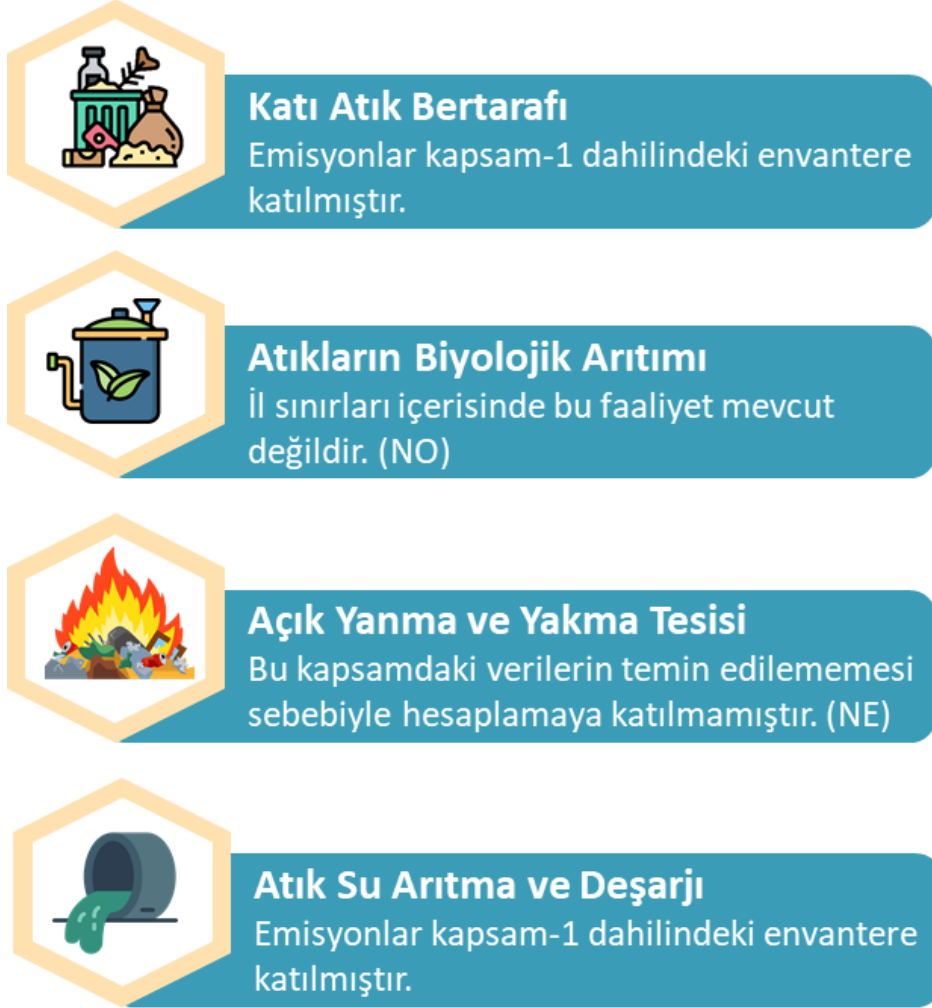 Katı Atık Bertarafı
Emisyonlar kapsam-1 dahilindeki envantere
katılmıştır.
Atıkların Biyolojik Arıtımı
İl sınırları içerisinde bu faaliyet mevcut
değildir. (NO)
Açık Yanma ve Yakma Tesisi
Bu kapsamdaki verilerin temin edilememesi
sebebiyle hesaplamaya katılmamıştır. (NE)
Atık Su Arıtma ve Deşarjı
Emisyonlar kapsam-1 dahilindeki envantere
katılmıştır.